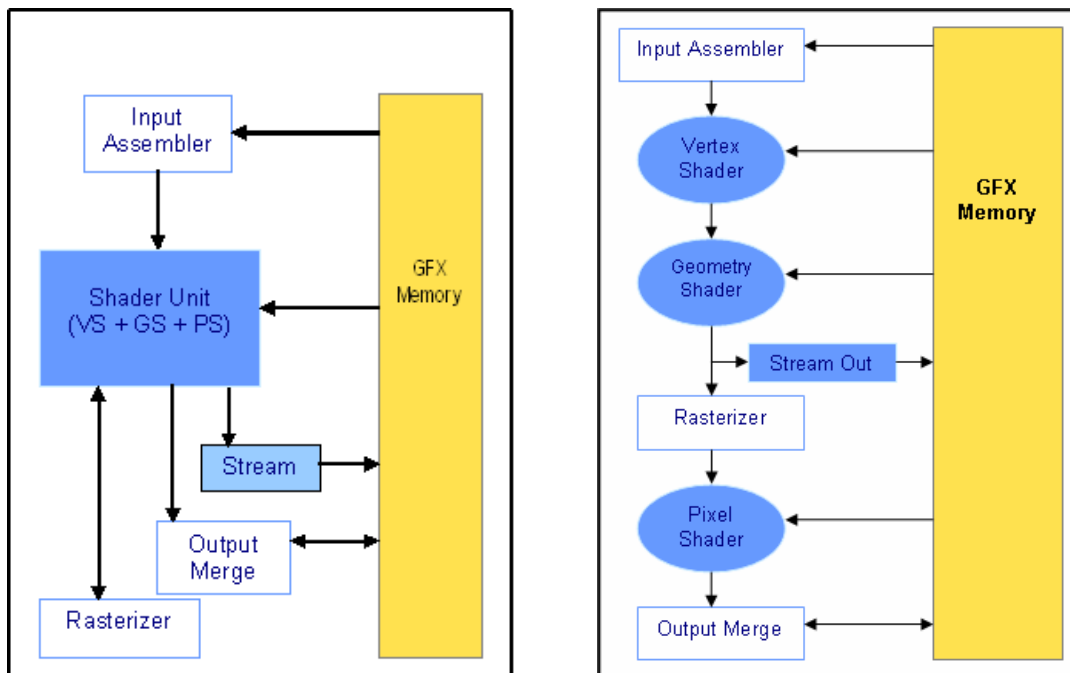 Input
Assembler
Shader Unit
(VS + GS + PS)
GFX
Memory
Stream
Output
Merge
Rasterizer
Input Assembler
Vertex
Shader
GFX
Memory
Geometry
Shader
Stream Out
Rasterizer
Pixel
Shader
Output Merge